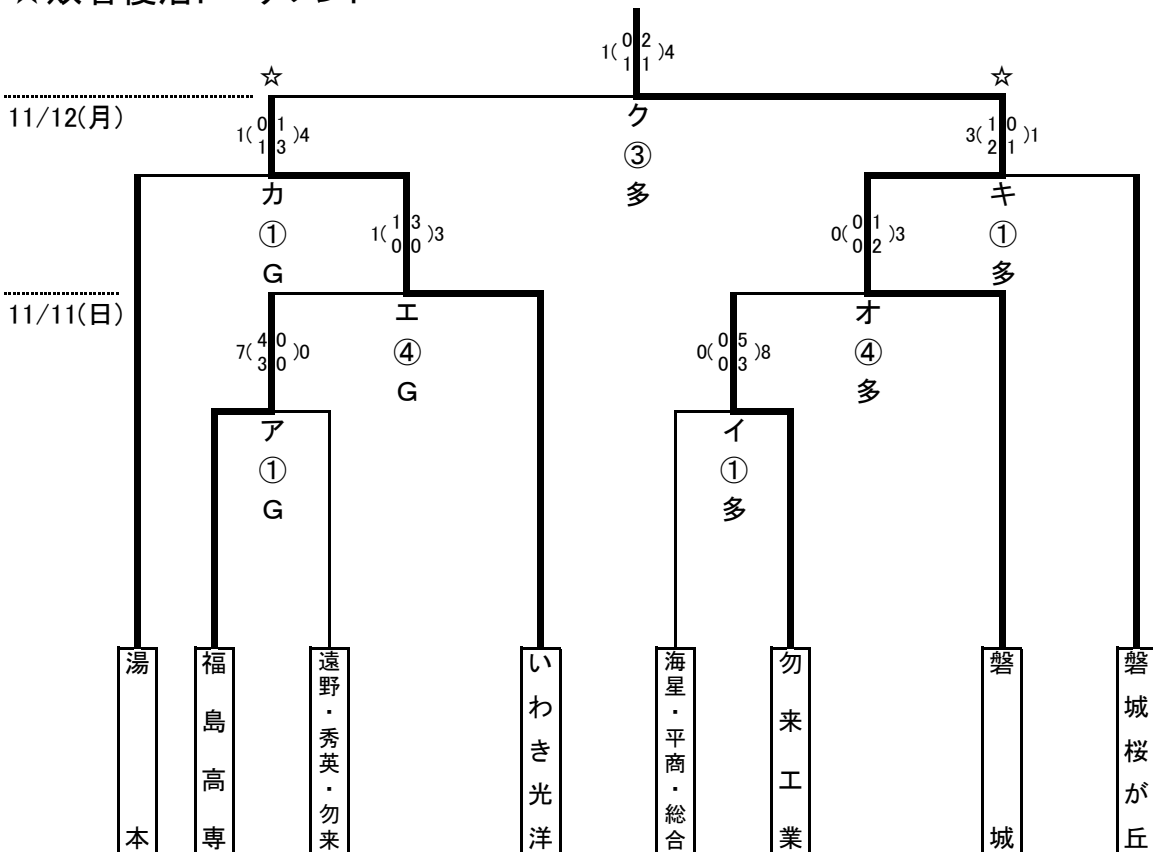 ☆敗者復活トーナメント
1( 0 2 )4
1 1
☆ ☆
11/12(月)
1( 0 1 )4
1 3
3( 1 0 )1
2 1
ク
③
多
カ
①
G
1( 1 3 )3
0 0
0( 0 1 )3
0 2
キ
①
多
11/11(日)
7( 4 0 )0
3 0
エ
④
G
0( 0 5 )8
0 3
オ
④
多
ア
①
G
イ
①
多
湯本
福島高専
遠野・秀英・勿来
いわき光洋
海星・平商・総合
勿来工業
磐城
磐城桜が丘